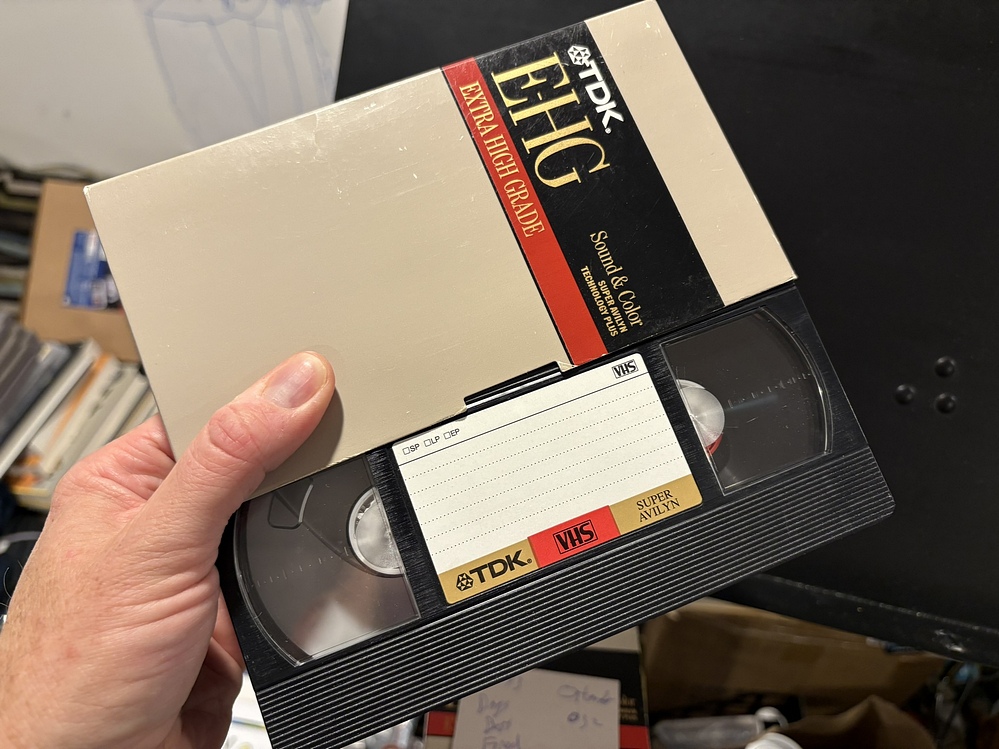 TDK.
E-HG
EXTRA HIGH GRADE
Sound & Color
SUPER AVILYN
TECHNOLOGY PLUS
VHS
□SP □LP □EP
TDK.
VHS
SUPER
AVILYN